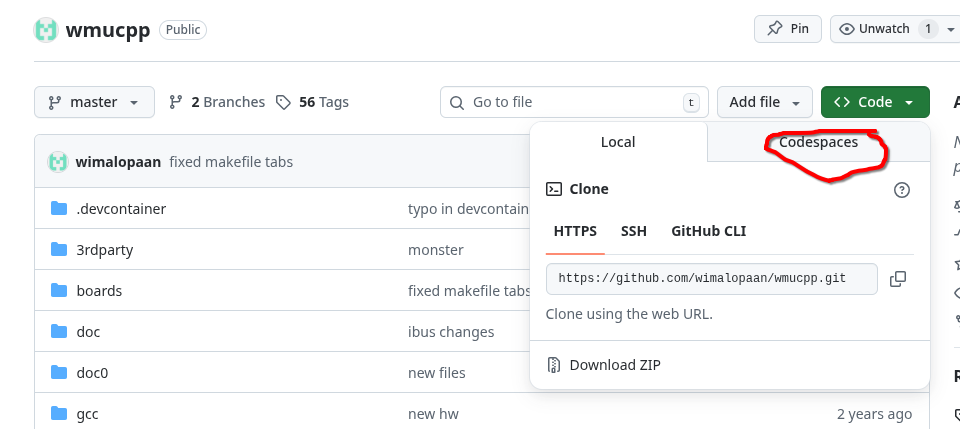 wmucpp Public
Pin
Unwatch 1
master
2 Branches
56 Tags
Go to file
t
Add file
<> Code
Local
Codespaces
wimalopaan fixed makefile tabs
Clone
HTTPS SSH GitHub CLI
https://github.com/wimalopaan/wmucpp.git
Clone using the web URL.
Download ZIP
.devcontainer typo in devcontain
3rdparty monster
boards fixed makefile tabs
doc ibus changes
doc0 new files
gcc new hw 2 years ago